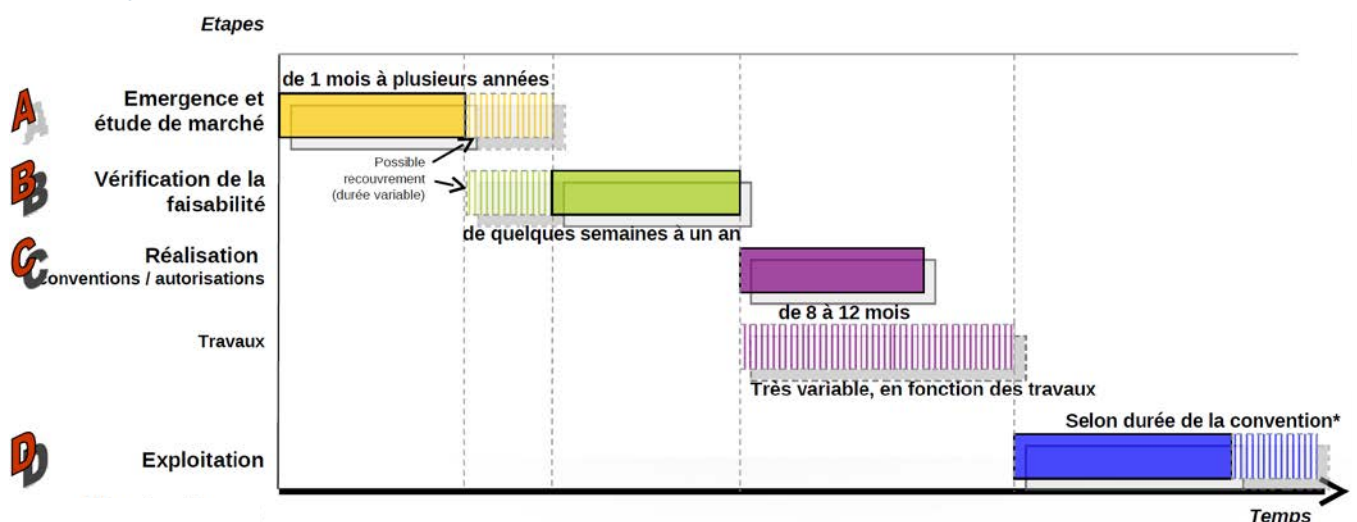 Etapes
de 1 mois à plusieurs années
A
Emergence et
étude de marché
Possible
recouvrement
(durée variable)
B
Vérification de la
faisabilité
de quelques semaines à un an
C
Réalisation
conventions / autorisations
de 8 à 12 mois
Travaux
Très variable, en fonction des travaux
Selon durée de la convention*
D
Exploitation
Temps